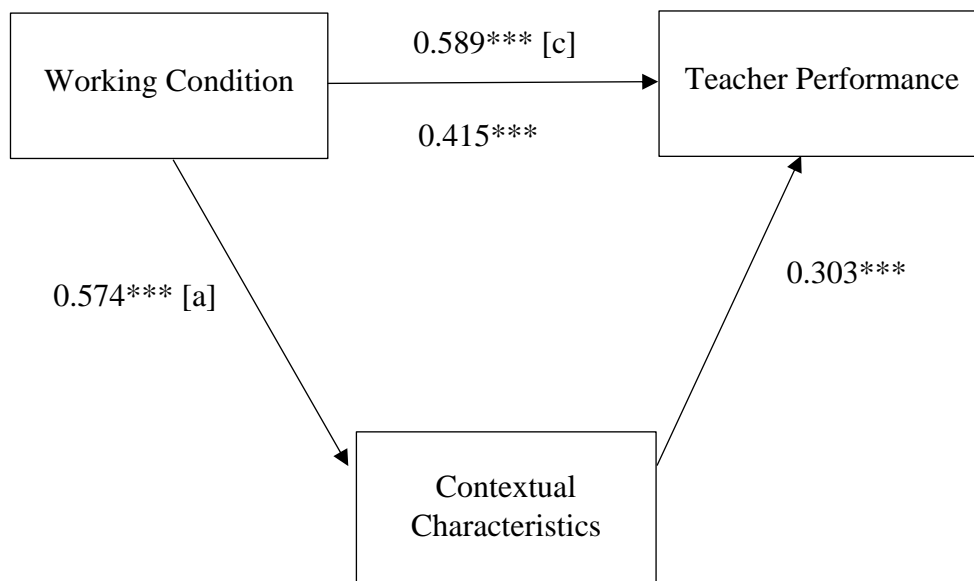 0.589*** [c]
Working Condition
Teacher Performance
0.415***
0.574*** [a]
0.303***
Contextual
Characteristics